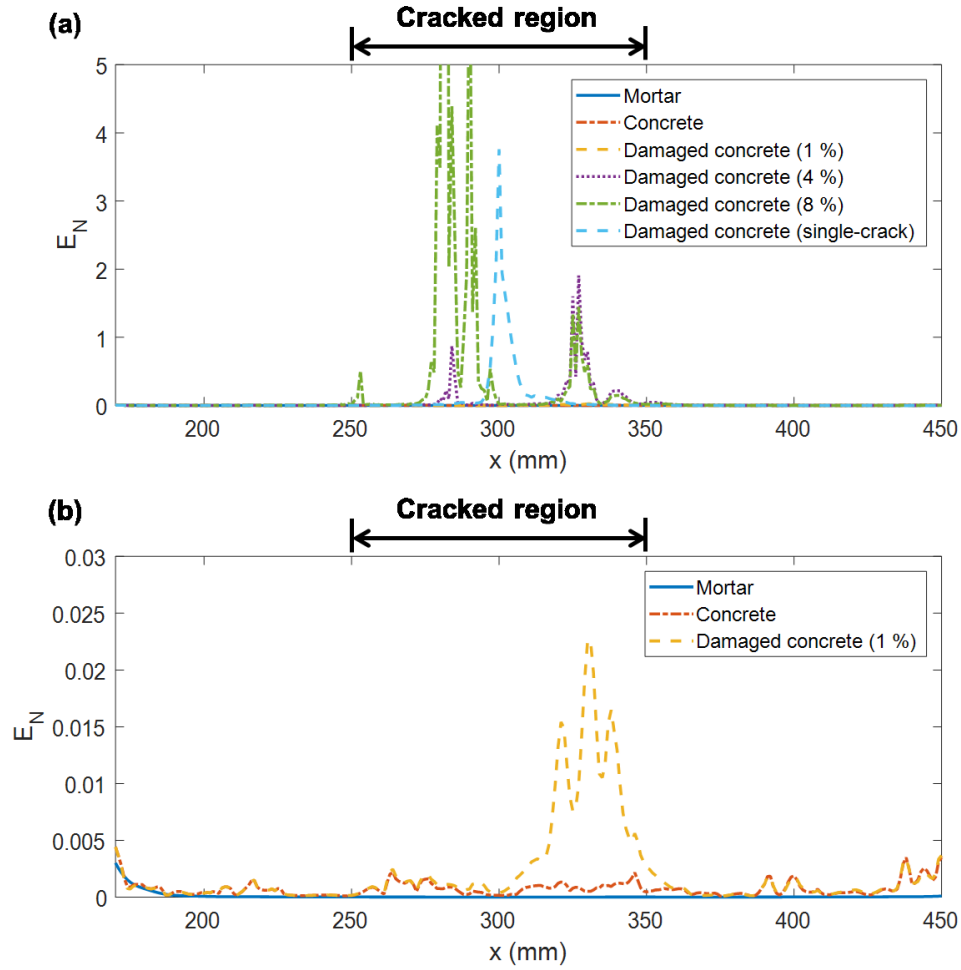 (a)
Cracked region
5
4
3
2
1
0
E_N
Mortar
Concrete
Damaged concrete (1 %)
Damaged concrete (4 %)
Damaged concrete (8 %)
Damaged concrete (single-crack)
200 250 300 350 400 450
x (mm)
(b)
Cracked region
0.03
0.025
0.02
0.015
0.01
0.005
0
E_N
Mortar
Concrete
Damaged concrete (1 %)
200 250 300 350 400 450
x (mm)